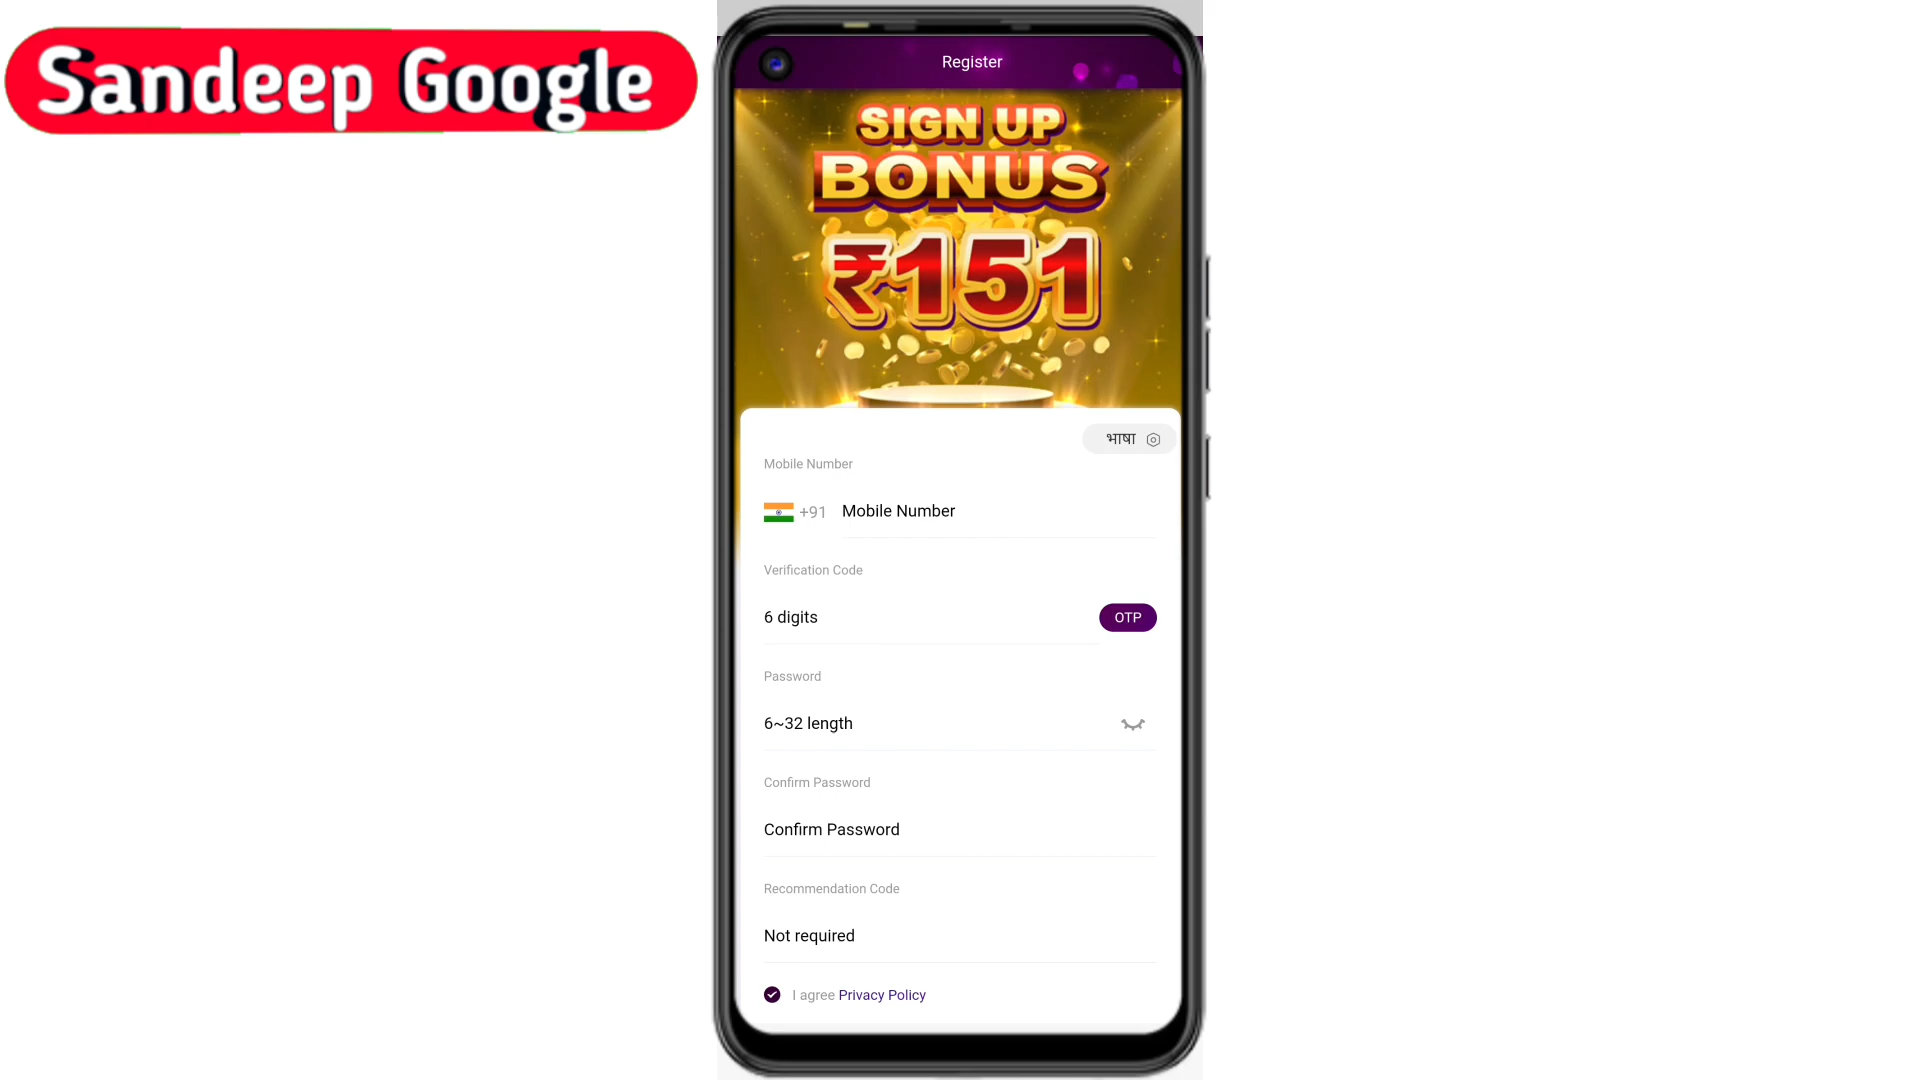 Sandeep Google
Register
SIGN UP
BONUS
₹151
भाषा
Mobile Number
+91 Mobile Number
Verification Code
6 digits
OTP
Password
6~32 length
Confirm Password
Confirm Password
Recommendation Code
Not required
I agree Privacy Policy